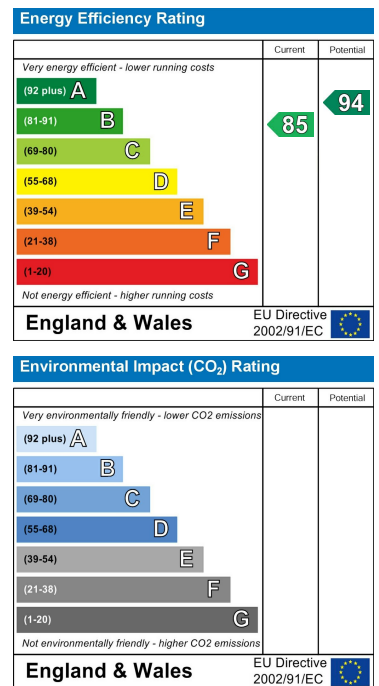 Energy Efficiency Rating
Current Potential
Very energy efficient - lower running costs
(92 plus) A
(81-91) B
(69-80) C
(55-68) D
(39-54) E
(21-38) F
(1-20) G
85
94
Not energy efficient - higher running costs
England & Wales
EU Directive
2002/91/EC
Environmental Impact (CO₂) Rating
Current Potential
Very environmentally friendly - lower CO2 emissions
(92 plus) A
(81-91) B
(69-80) C
(55-68) D
(39-54) E
(21-38) F
(1-20) G
Not environmentally friendly - higher CO2 emissions
England & Wales
EU Directive
2002/91/EC